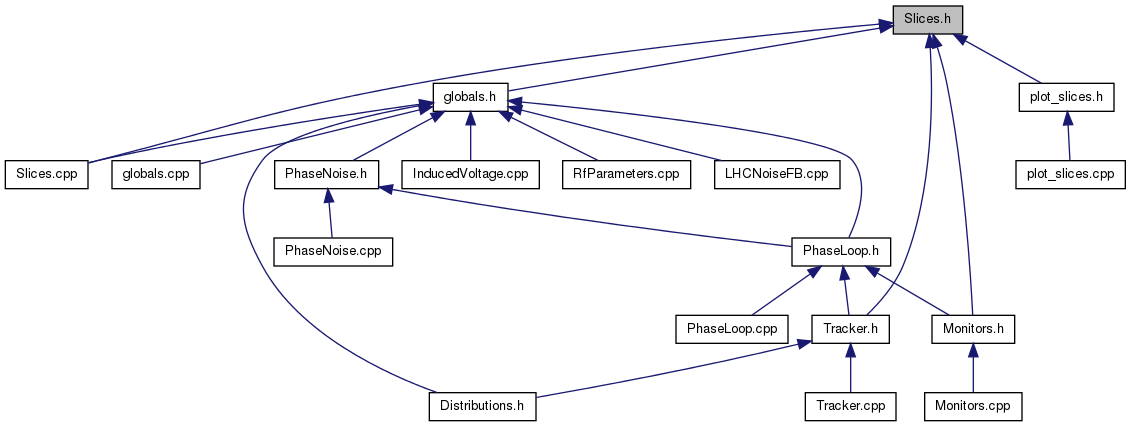 Slices.h
globals.h
plot_slices.h
Slices.cpp
globals.cpp
PhaseNoise.h
InducedVoltage.cpp
RfParameters.cpp
LHCNoiseFB.cpp
plot_slices.cpp
PhaseNoise.cpp
PhaseLoop.h
PhaseLoop.cpp
Tracker.h
Monitors.h
Distributions.h
Tracker.cpp
Monitors.cpp